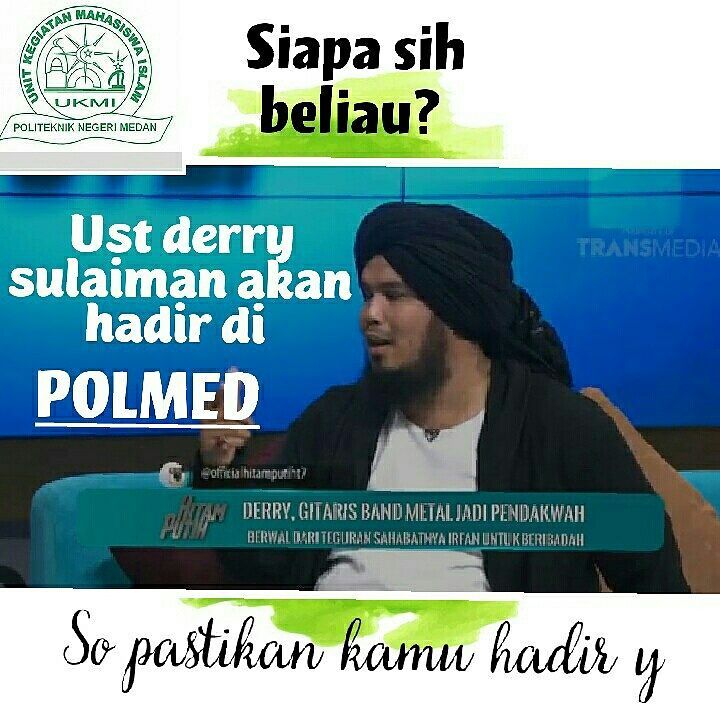 UNIT KEGIATAN MAHASISWA ISLAM
UKMI
POLITEKNIK NEGERI MEDAN
Siapa sih
beliau?
Ust derry
sulaiman akan
hadir di
POLMED
TRANSMEDIA
@officialhitamputiht7
HITAM
PUTIH
DERRY, GITARIS BAND METAL JADI PENDAKWAH
BERWAL DARI TEGURAN SAHABATNYA IRFAN UNTUK BERIBADAH
So pastikan kamu hadir y